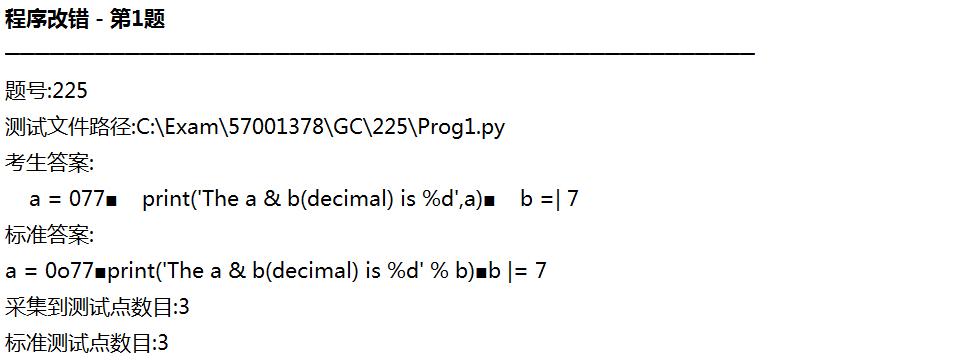 程序改错 - 第1题
题号:225
测试文件路径:C:\Exam\57001378\GC\225\Prog1.py
考生答案:
a = 077■ print('The a & b(decimal) is %d',a)■ b =| 7
标准答案:
a = 0o77■print('The a & b(decimal) is %d' % b)■b |= 7
采集到测试点数目:3
标准测试点数目:3